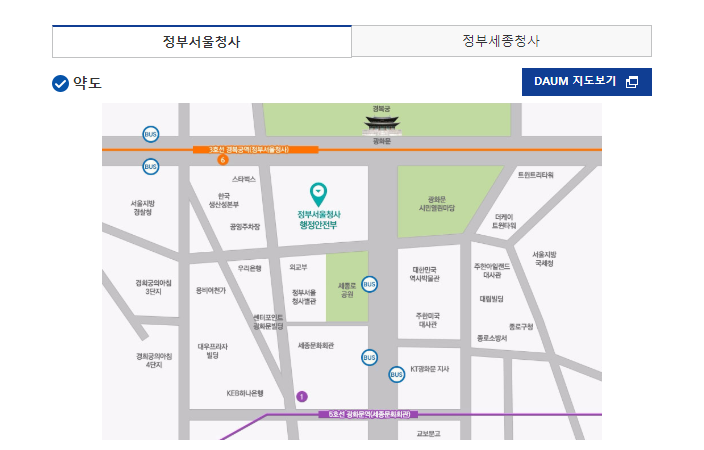 정부서울청사
정부세종청사
약도
DAUM 지도보기
경복궁
BUS
3호선 경복궁역(정부서울청사)
광화문
6
BUS
스타벅스
트윈트리타워
한국
생산성본부
서울지방
경찰청
정부서울청사
행정안전부
광화문
시민열린마당
더케이
트윈타워
공영주차장
서울지방
국세청
우리은행
외교부
대한민국
역사박물관
주한아일랜드
대사관
경희궁의아침
3단지
용비어천가
정부서울
청사별관
세종로
공원
BUS
대림빌딩
센터포인트
광화문빌딩
주한미국
대사관
종로구청
종로소방서
대우프라자
빌딩
세종문화회관
경희궁의아침
4단지
BUS
KT광화문 지사
BUS
KEB하나은행
1
5호선 광화문역(세종문화회관)
교보문고